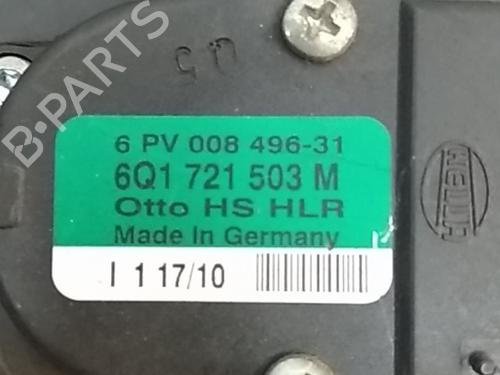 B-PARTS
SD
6 PV 008 496-31
6Q1 721 503 M
Otto HS HLR
Made In Germany
I 1 17/10
HELLA